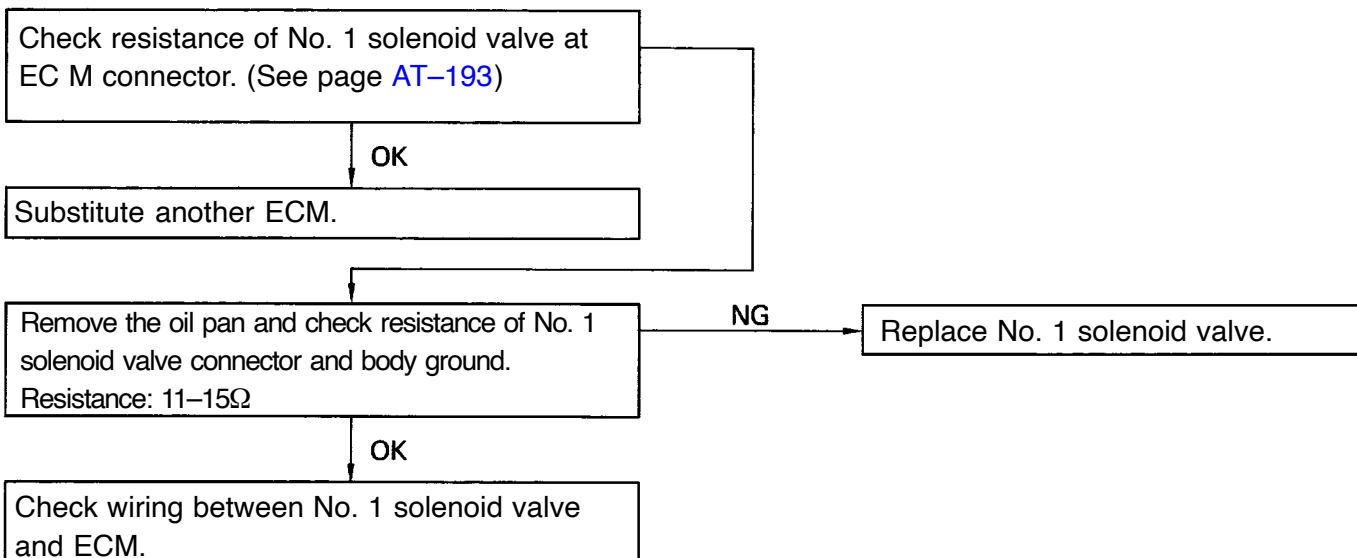 Check resistance of No. 1 solenoid valve at
EC M connector. (See page AT–193)
OK
Substitute another ECM.
Remove the oil pan and check resistance of No. 1
solenoid valve connector and body ground.
Resistance: 11–15Ω
NG
Replace No. 1 solenoid valve.
OK
Check wiring between No. 1 solenoid valve
and ECM.